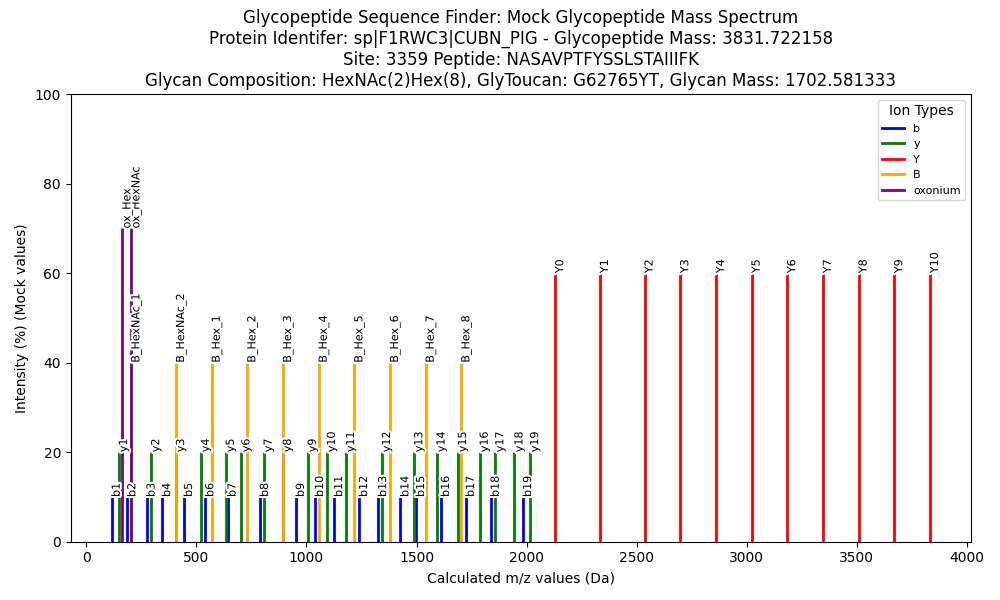 Glycopeptide Sequence Finder: Mock Glycopeptide Mass Spectrum
Protein Identifer: sp|F1RWC3|CUBN_PIG - Glycopeptide Mass: 3831.722158
Site: 3359 Peptide: NASAVPTFYSSLSTAIIIFK
Glycan Composition: HexNAc(2)Hex(8), GlyToucan: G62765YT, Glycan Mass: 1702.581333
Intensity (%) (Mock values)
100
80
60
40
20
0
Ion Types
b
y
Y
B
oxonium
ox_Hex
ox_HexNAc
Y0
Y1
Y2
Y3
Y4
Y5
Y6
Y7
Y8
Y9
Y10
B_HexNAc_1
B_HexNAc_2
B_Hex_1
B_Hex_2
B_Hex_3
B_Hex_4
B_Hex_5
B_Hex_6
B_Hex_7
B_Hex_8
y1
y2
y3
y4
y5
y6
y7
y8
y9
y10
y11
y12
y13
y14
y15
y16
y17
y18
y19
b1
b2
b3
b4
b5
b6
b7
b8
b9
b10
b11
b12
b13
b14
b15
b16
b17
b18
b19
0
500
1000
1500
2000
2500
3000
3500
4000
Calculated m/z values (Da)